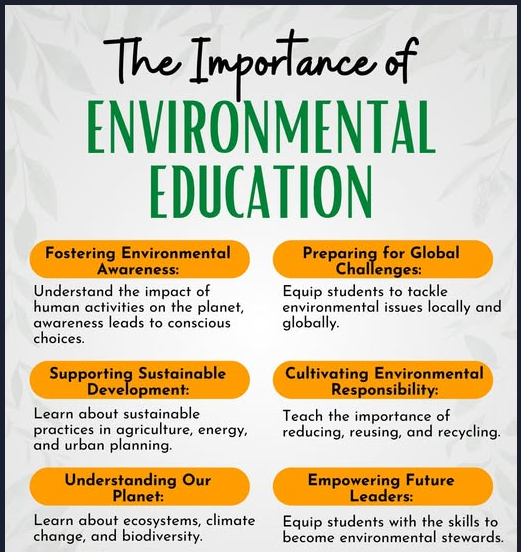 The Importance of
ENVIRONMENTAL
EDUCATION
Fostering Environmental
Awareness:
Understand the impact of
human activities on the planet,
awareness leads to conscious
choices.
Preparing for Global
Challenges:
Equip students to tackle
environmental issues locally and
globally.
Supporting Sustainable
Development:
Learn about sustainable
practices in agriculture, energy,
and urban planning.
Cultivating Environmental
Responsibility:
Teach the importance of
reducing, reusing, and recycling.
Understanding Our
Planet:
Learn about ecosystems, climate
change, and biodiversity.
Empowering Future
Leaders:
Equip students with the skills to
become environmental stewards.